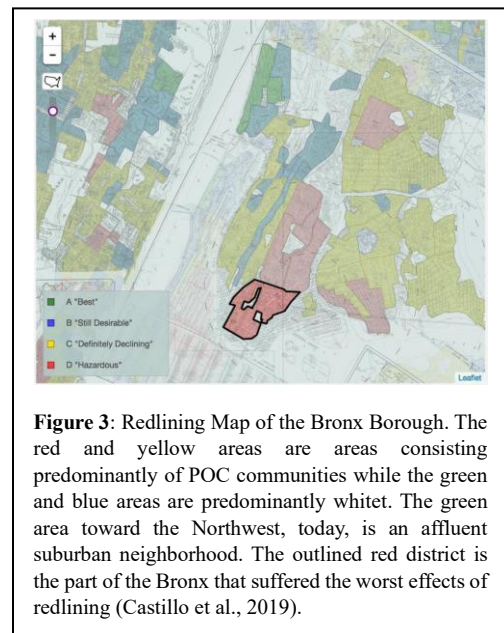 +
−
A "Best"
B "Still Desirable"
C "Definitely Declining"
D "Hazardous"
Leaflet
Figure 3: Redlining Map of the Bronx Borough. The
red and yellow areas are areas consisting
predominantly of POC communities while the green
and blue areas are predominantly whitet. The green
area toward the Northwest, today, is an affluent
suburban neighborhood. The outlined red district is
the part of the Bronx that suffered the worst effects of
redlining (Castillo et al., 2019).